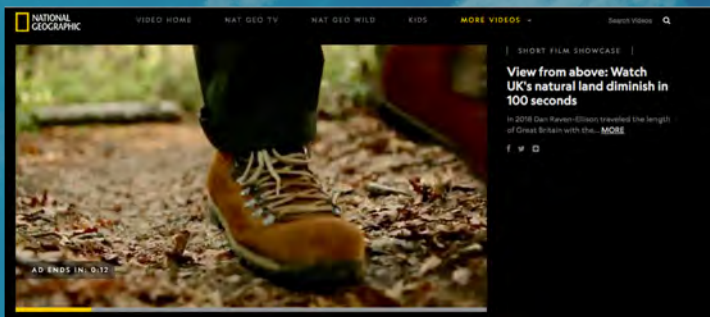 NATIONAL GEOGRAPHIC
VIDEO HOME NAT GEO TV NAT GEO WILD KIDS MORE VIDEOS Search Videos
SHORT FILM SHOWCASE
View from above: Watch
UK's natural land diminish in
100 seconds
In 2018 Dan Raven-Ellison traveled the length
of Great Britain with the... MORE
AD ENDS IN: 0:12